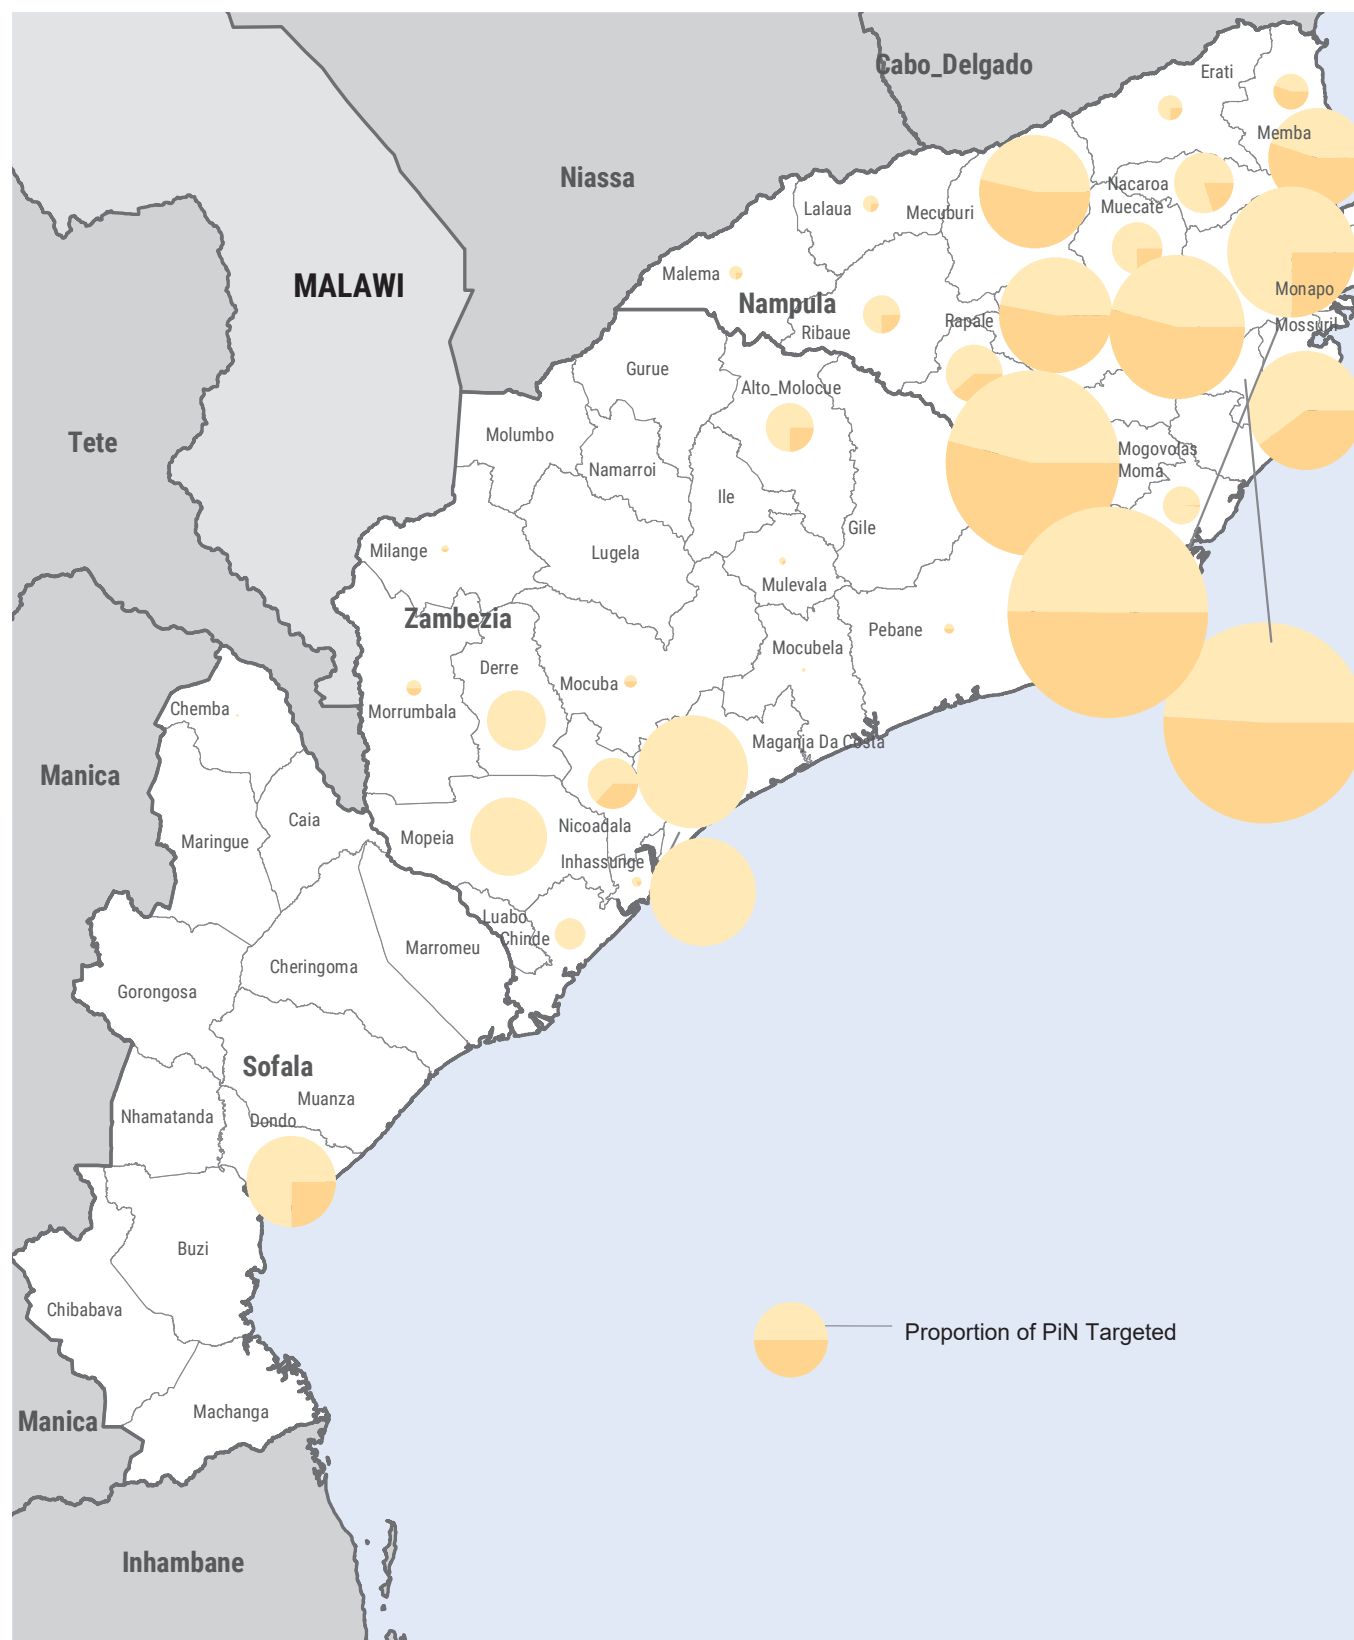 Cabo_Delgado
Erati
Memba
Niassa
Nacaroa
Muecate
Lalaua
Mecuburi
Malema
MALAWI
Nampula
Monapo
Ribaue
Rapale
Mossuril
Gurue
Alto_Molocue
Tete
Molumbo
Namarroi
Mogovolas
Moma
Ile
Gile
Milange
Lugela
Mulevala
Zambezia
Pebane
Mocubela
Derre
Mocuba
Chemba
Morrumbala
Maganja Da Costa
Manica
Caia
Nicoadala
Maringue
Mopeia
Inhassunge
Luabo
Chinde
Marromeu
Cheringoma
Gorongosa
Sofala
Muanza
Nhamatanda
Dondo
Buzi
Chibabava
Proportion of PiN Targeted
Machanga
Manica
Inhambane